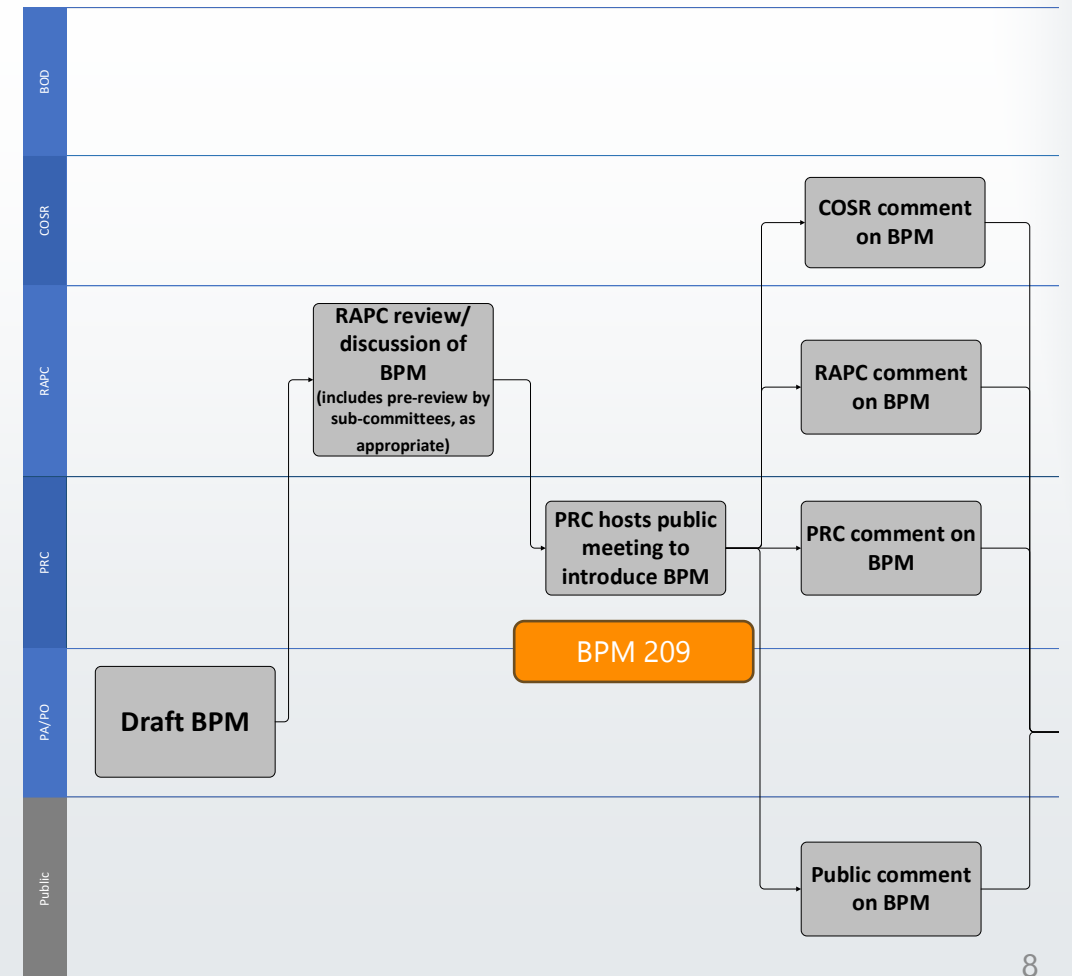 BOD
COSR
COSR comment
on BPM
RAPC
RAPC review/
discussion of
BPM
(includes pre-review by
sub-committees, as
appropriate)
RAPC comment
on BPM
PRC
PRC hosts public
meeting to
introduce BPM
PRC comment on
BPM
BPM 209
PA/PO
Draft BPM
Public
Public comment
on BPM
8